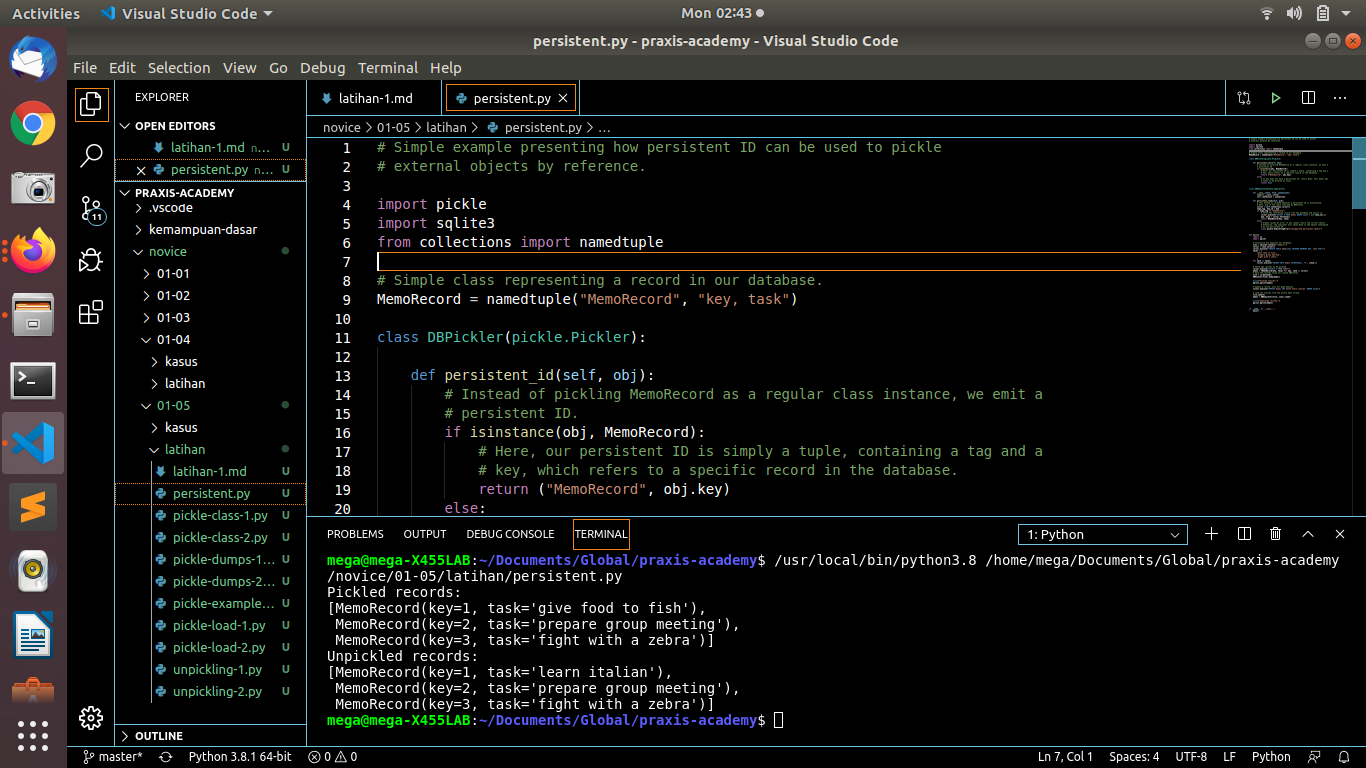 Activities Visual Studio Code Mon 02:43
persistent.py - praxis-academy - Visual Studio Code
File Edit Selection View Go Debug Terminal Help
EXPLORER
OPEN EDITORS
latihan-1.md n... U
persistent.py n... U
PRAXIS-ACADEMY
.vscode
kemampuan-dasar
novice
01-01
01-02
01-03
01-04
kasus
latihan
01-05
kasus
latihan
latihan-1.md U
persistent.py U
pickle-class-1.py U
pickle-class-2.py U
pickle-dumps-1... U
pickle-dumps-2... U
pickle-example... U
pickle-load-1.py U
pickle-load-2.py U
unpickling-1.py U
unpickling-2.py U
OUTLINE
11
latihan-1.md persistent.py
novice > 01-05 > latihan > persistent.py > ...
1 # Simple example presenting how persistent ID can be used to pickle
2 # external objects by reference.
3
4 import pickle
5 import sqlite3
6 from collections import namedtuple
7
8 # Simple class representing a record in our database.
9 MemoRecord = namedtuple("MemoRecord", "key, task")
10
11 class DBPickler(pickle.Pickler):
12
13 def persistent_id(self, obj):
14 # Instead of pickling MemoRecord as a regular class instance, we emit a
15 # persistent ID.
16 if isinstance(obj, MemoRecord):
17 # Here, our persistent ID is simply a tuple, containing a tag and a
18 # key, which refers to a specific record in the database.
19 return ("MemoRecord", obj.key)
20 else:
PROBLEMS OUTPUT DEBUG CONSOLE TERMINAL 1: Python
mega@mega-X455LAB:~/Documents/Global/praxis-academy$ /usr/local/bin/python3.8 /home/mega/Documents/Global/praxis-academy
/novice/01-05/latihan/persistent.py
Pickled records:
[MemoRecord(key=1, task='give food to fish'),
MemoRecord(key=2, task='prepare group meeting'),
MemoRecord(key=3, task='fight with a zebra')]
Unpickled records:
[MemoRecord(key=1, task='learn italian'),
MemoRecord(key=2, task='prepare group meeting'),
MemoRecord(key=3, task='fight with a zebra')]
mega@mega-X455LAB:~/Documents/Global/praxis-academy$
master* Python 3.8.1 64-bit 0 0 Ln 7, Col 1 Spaces: 4 UTF-8 LF Python